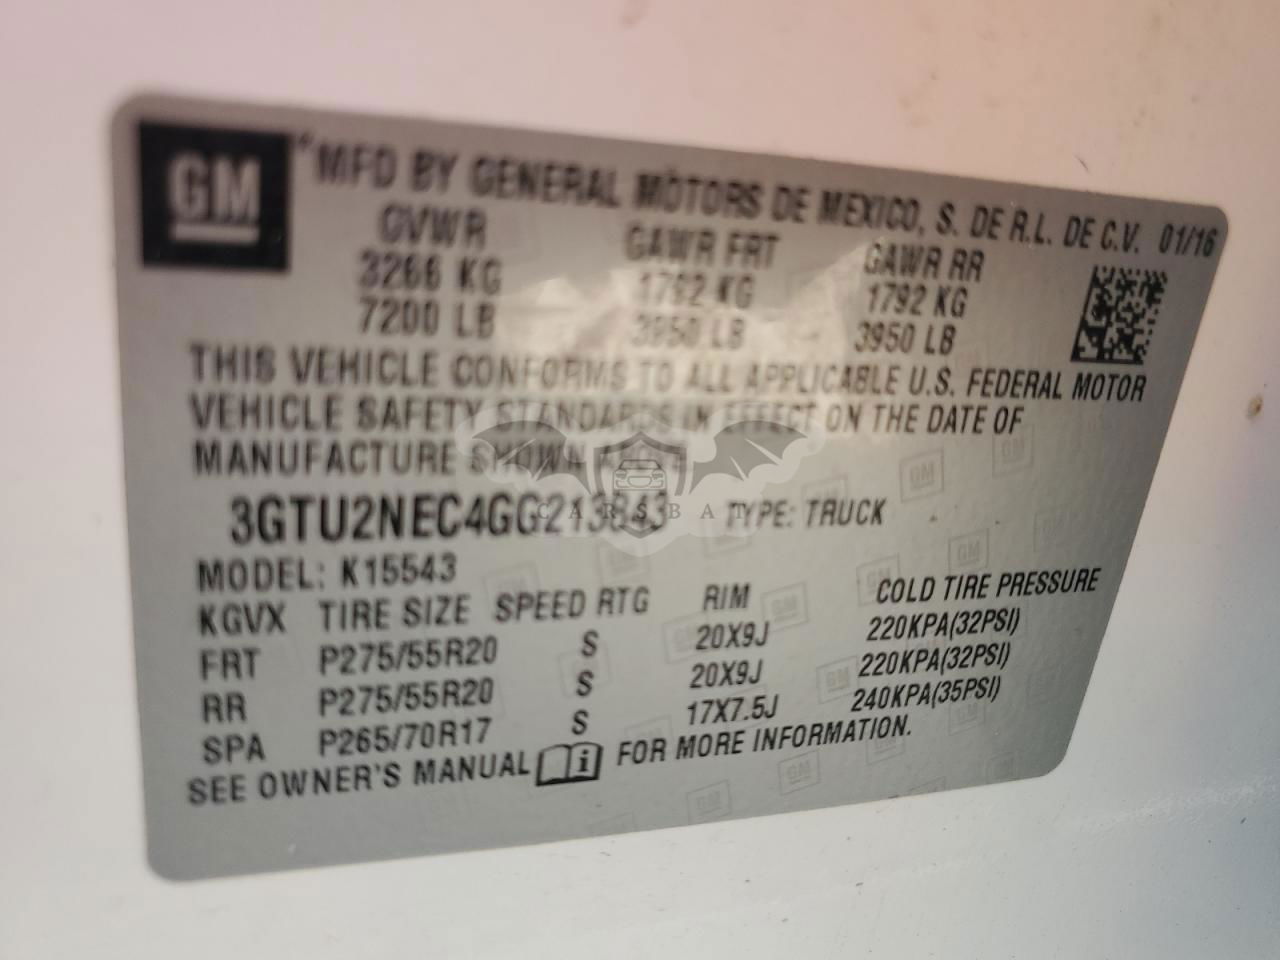 GM *MFD BY GENERAL MOTORS DE MEXICO, S. DE R.L. DE C.V. 01/16
GVWR GAWR FRT GAWR RR
3266 KG 1792 KG 1792 KG
7200 LB 3950 LB 3950 LB
THIS VEHICLE CONFORMS TO ALL APPLICABLE U.S. FEDERAL MOTOR
VEHICLE SAFETY STANDARDS IN EFFECT ON THE DATE OF
MANUFACTURE SHOWN ABOVE
3GTU2NEC4GG213843 TYPE: TRUCK
CARSBAT
MODEL: K15543
KGVX TIRE SIZE SPEED RTG RIM COLD TIRE PRESSURE
FRT P275/55R20 S 20X9J 220KPA(32PSI)
RR P275/55R20 S 20X9J 220KPA(32PSI)
SPA P265/70R17 S 17X7.5J 240KPA(35PSI)
SEE OWNER'S MANUAL i FOR MORE INFORMATION.